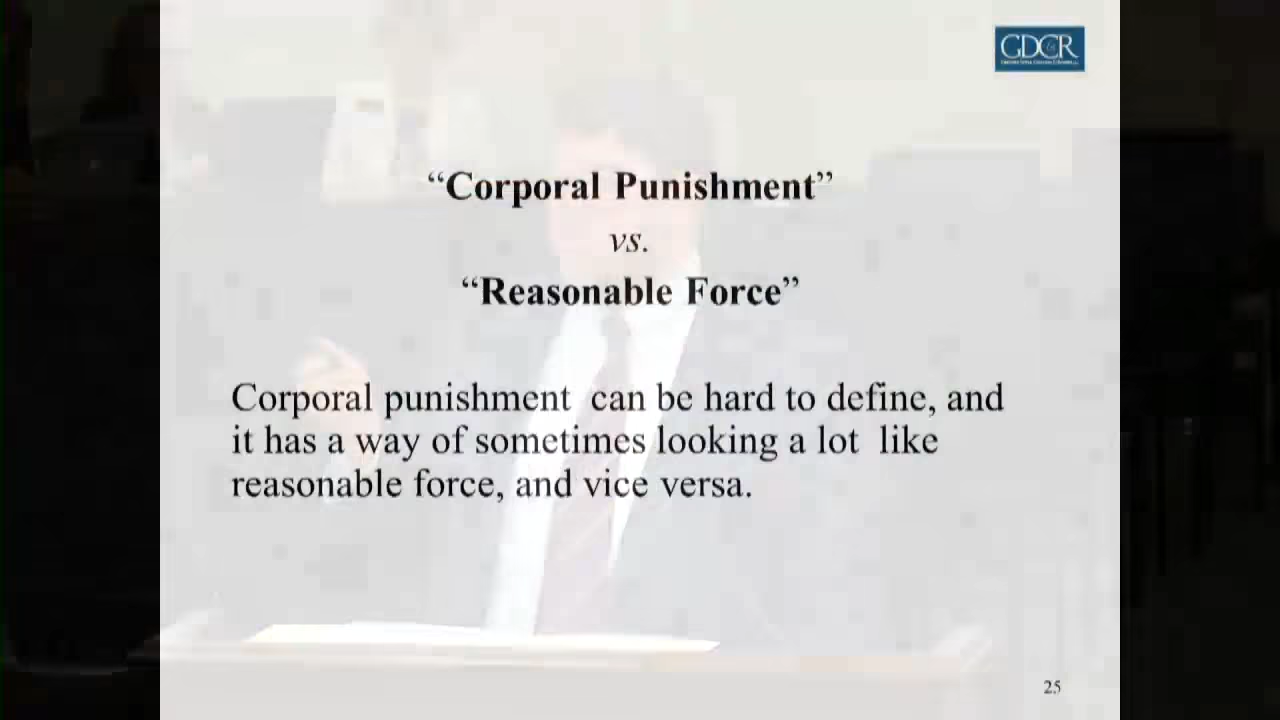 GDCR
“Corporal Punishment”
vs.
“Reasonable Force”
Corporal punishment can be hard to define, and
it has a way of sometimes looking a lot like
reasonable force, and vice versa.
25